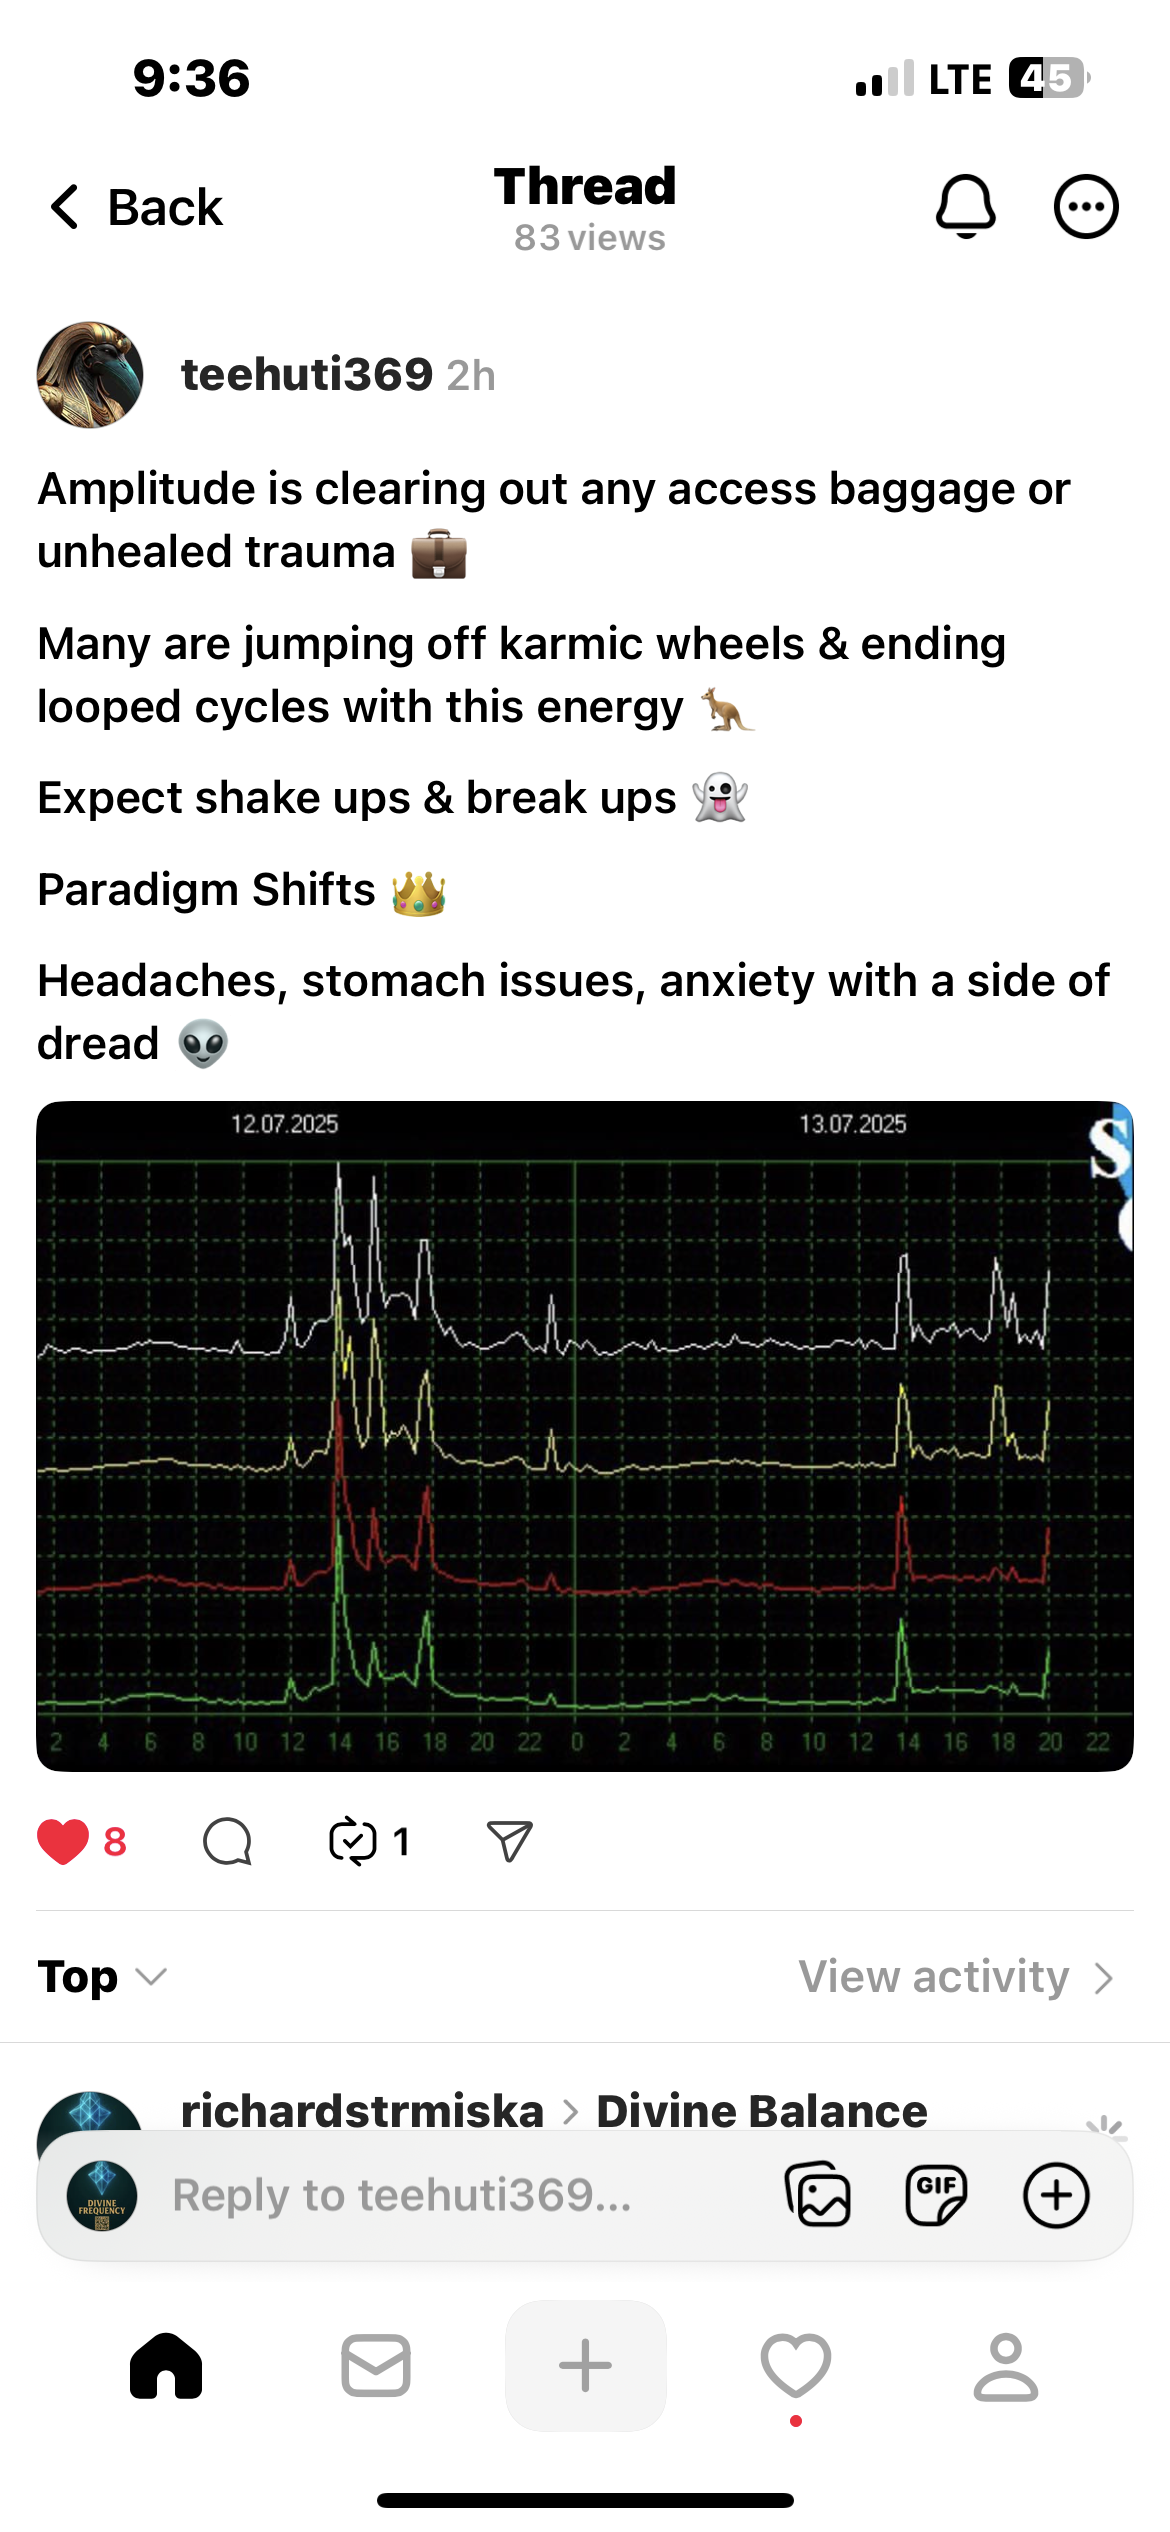 9:36
LTE 45
Back
Thread
83 views
teehuti369 2h
Amplitude is clearing out any access baggage or
unhealed trauma 💼
Many are jumping off karmic wheels & ending
looped cycles with this energy 🦘
Expect shake ups & break ups 👻
Paradigm Shifts 👑
Headaches, stomach issues, anxiety with a side of
dread 👽
12.07.2025 13.07.2025
S
2 4 6 8 10 12 14 16 18 20 22 0 2 4 6 8 10 12 14 16 18 20 22
8 1
Top View activity
richardstrmiska > Divine Balance
DIVINE
FREQUENCY
Reply to teehuti369...
GIF